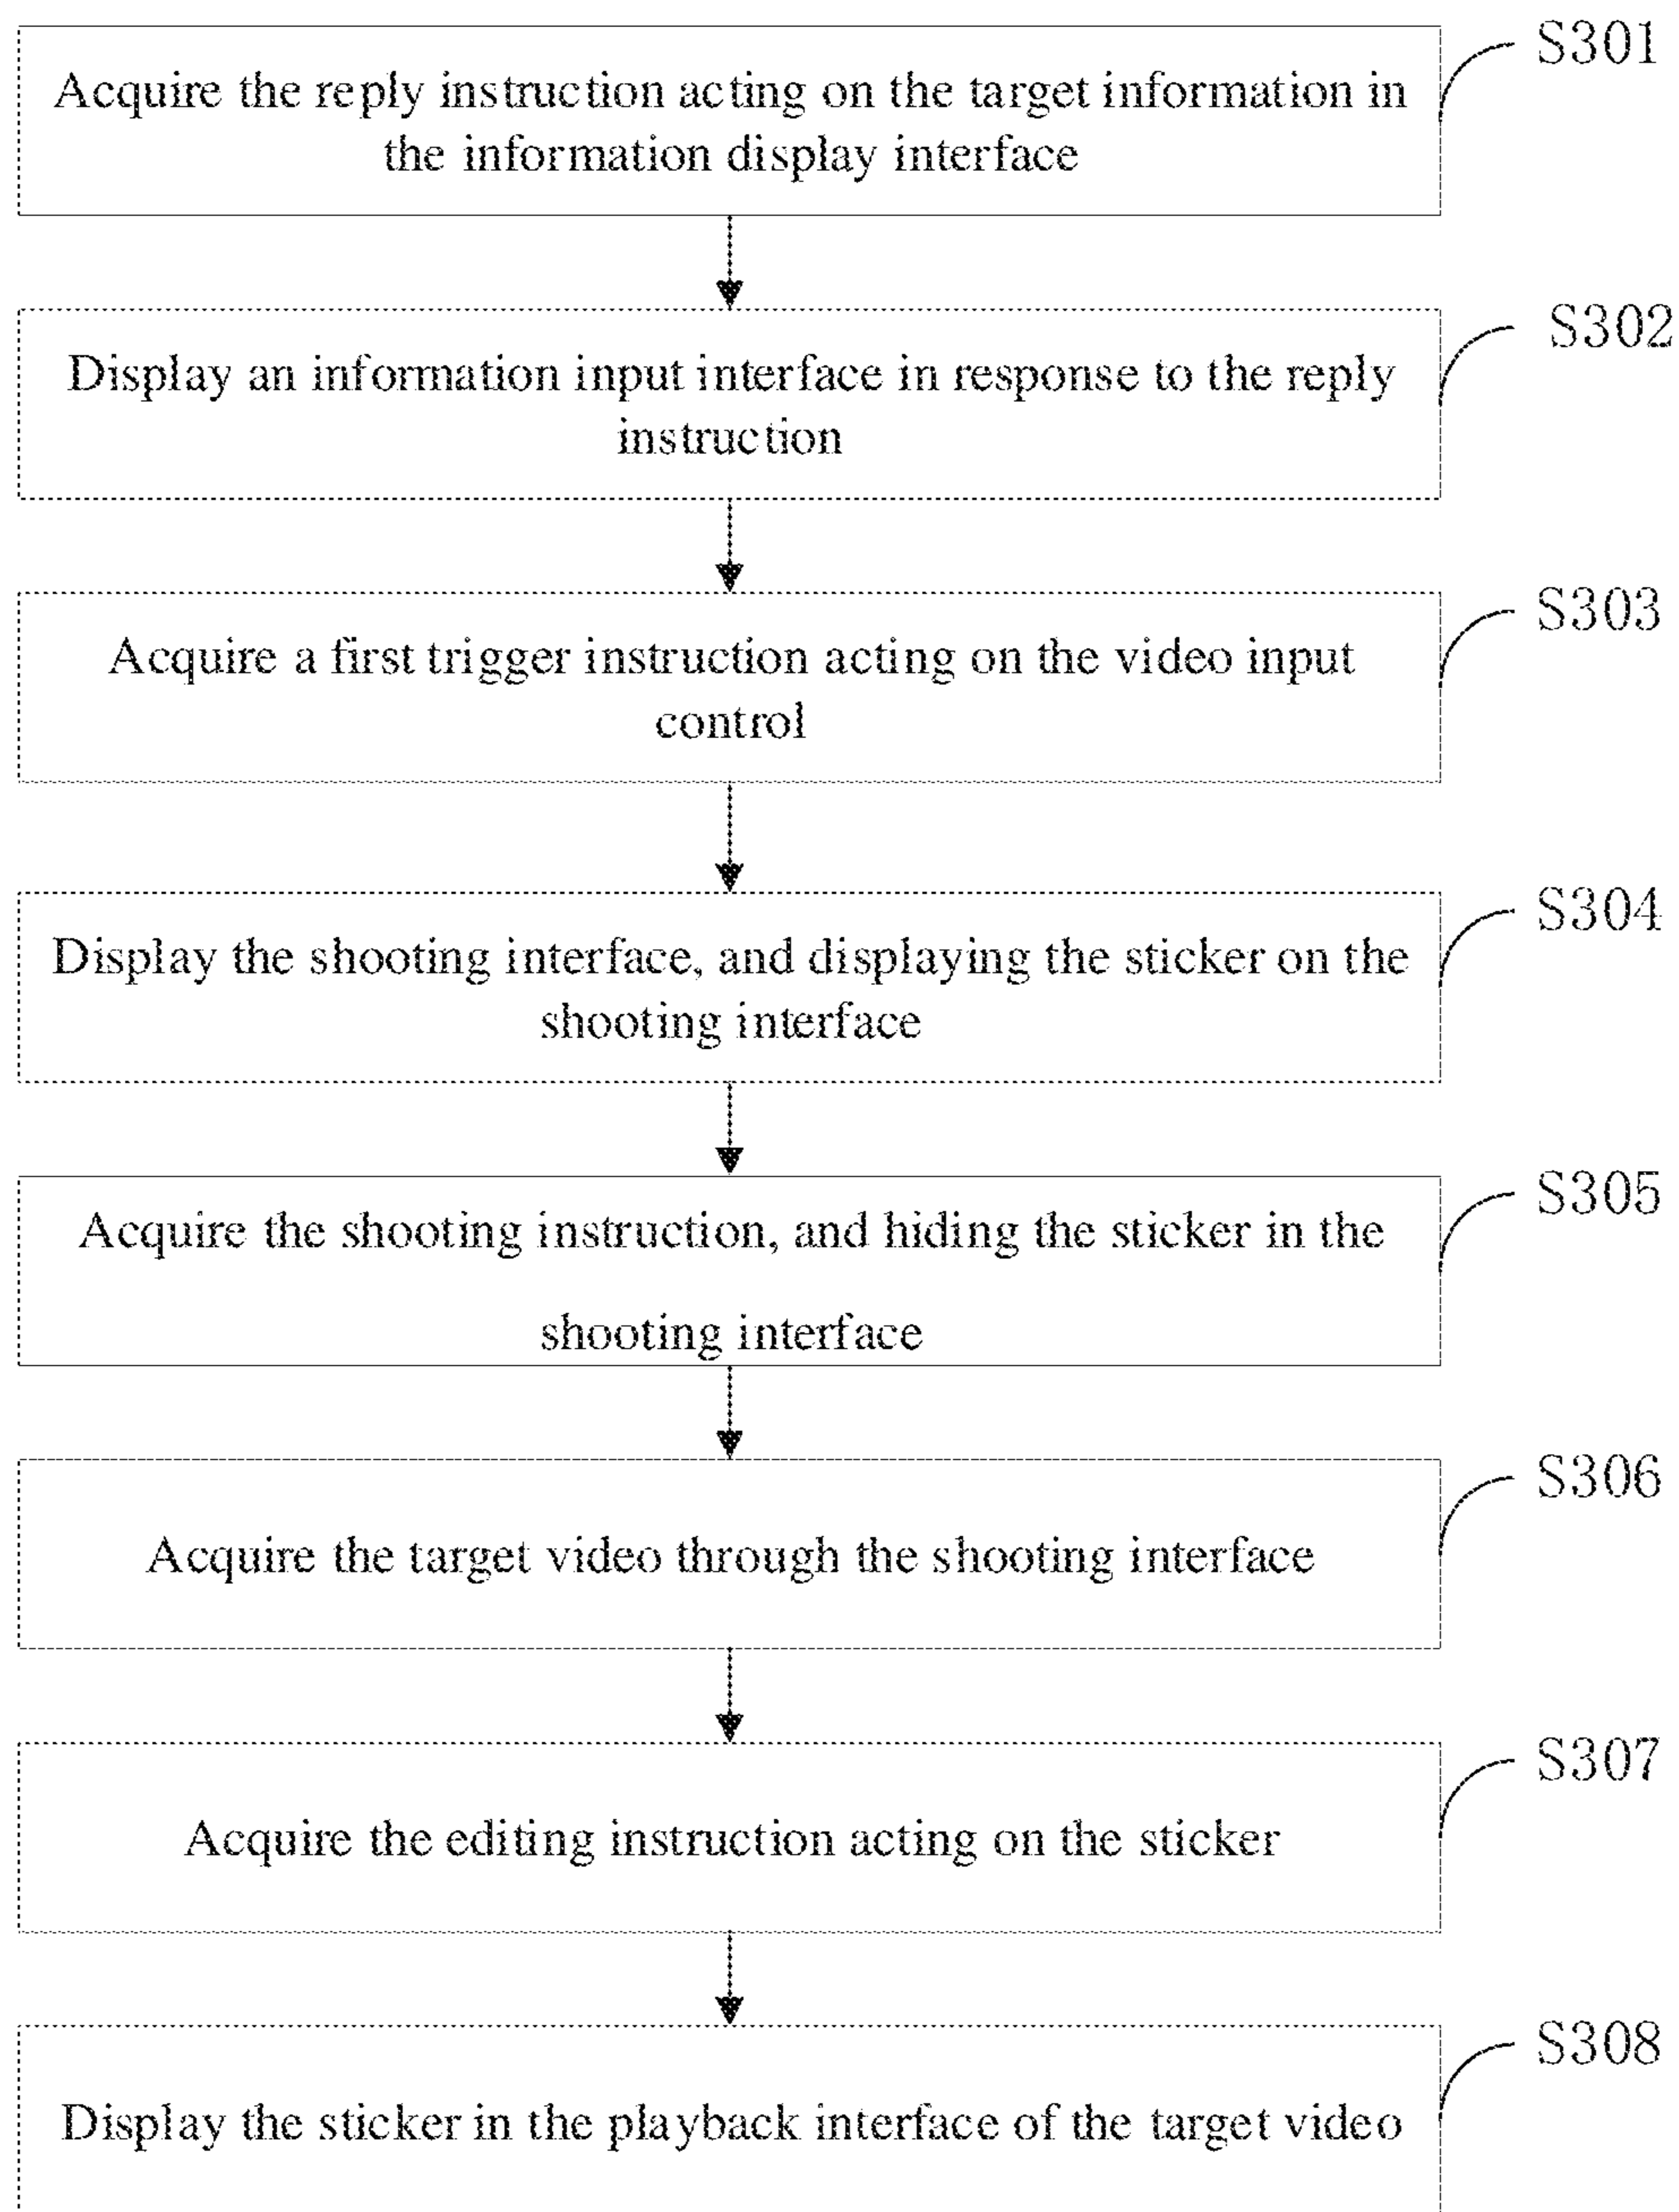 S301
Acquire the reply instruction acting on the target information in
the information display interface
S302
Display an information input interface in response to the reply
instruction
S303
Acquire a first trigger instruction acting on the video input
control
S304
Display the shooting interface, and displaying the sticker on the
shooting interface
S305
Acquire the shooting instruction, and hiding the sticker in the
shooting interface
S306
Acquire the target video through the shooting interface
S307
Acquire the editing instruction acting on the sticker
S308
Display the sticker in the playback interface of the target video